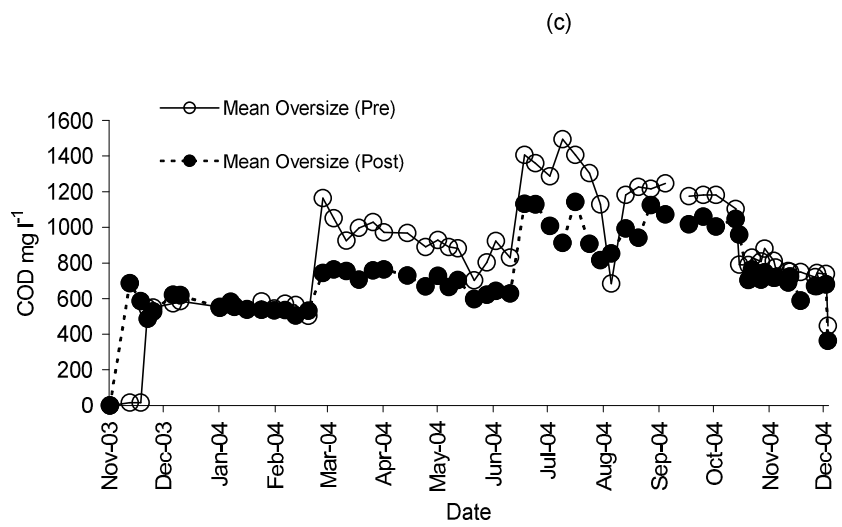 (c)
Mean Oversize (Pre)
Mean Oversize (Post)
COD mg l⁻¹
1600
1400
1200
1000
800
600
400
200
0
Nov-03
Dec-03
Jan-04
Feb-04
Mar-04
Apr-04
May-04
Jun-04
Jul-04
Aug-04
Sep-04
Oct-04
Nov-04
Dec-04
Date